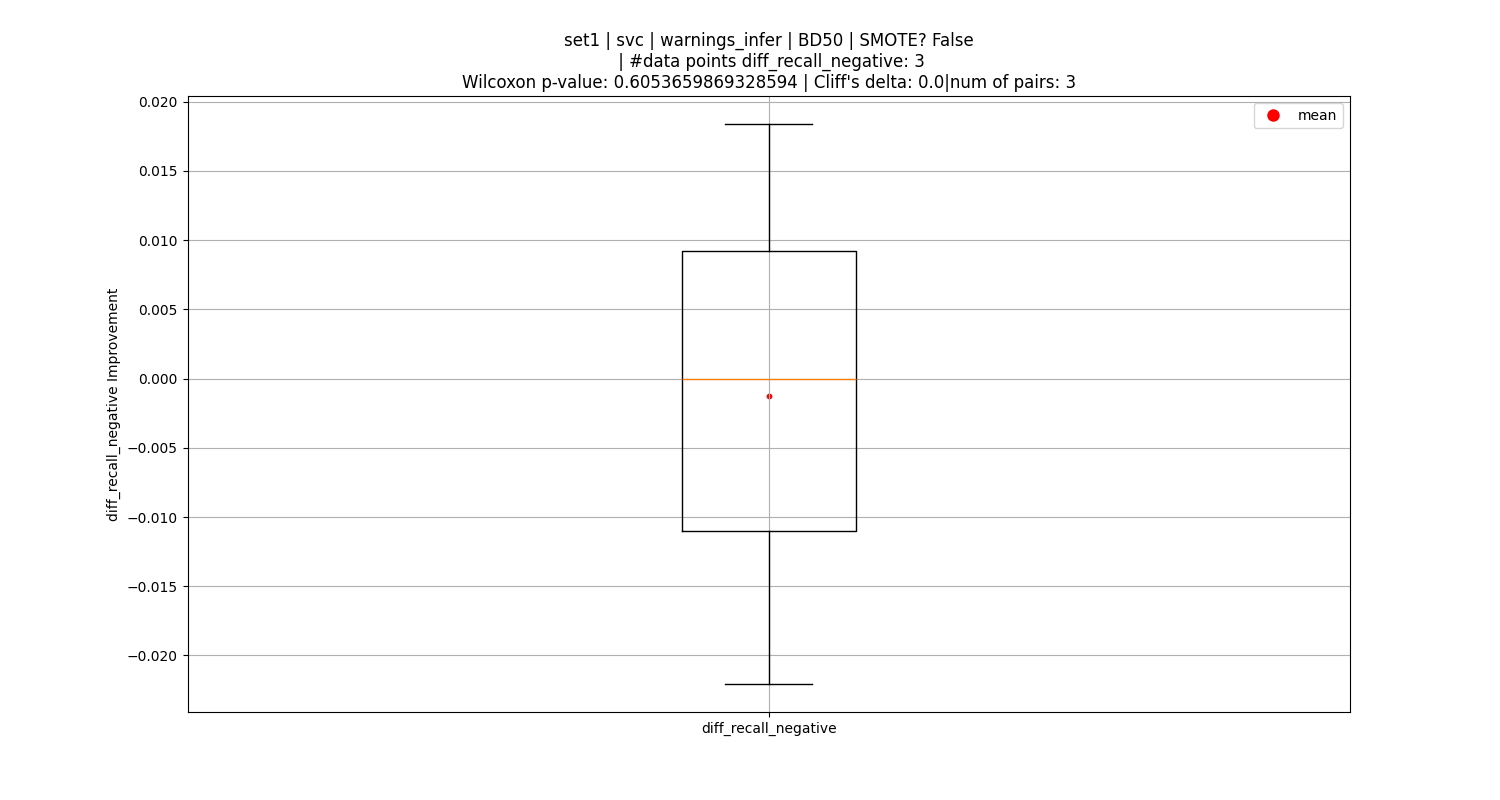 set1 | svc | warnings_infer | BD50 | SMOTE? False
| #data points diff_recall_negative: 3
Wilcoxon p-value: 0.6053659869328594 | Cliff's delta: 0.0|num of pairs: 3
mean
0.020
0.015
0.010
0.005
0.000
−0.005
−0.010
−0.015
−0.020
diff_recall_negative Improvement
diff_recall_negative